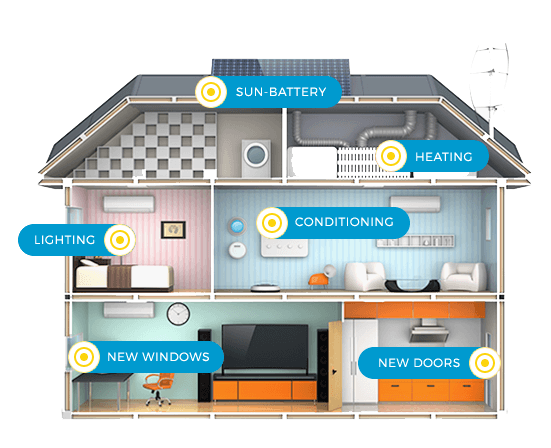 SUN-BATTERY
HEATING
LIGHTING
CONDITIONING
NEW WINDOWS
NEW DOORS